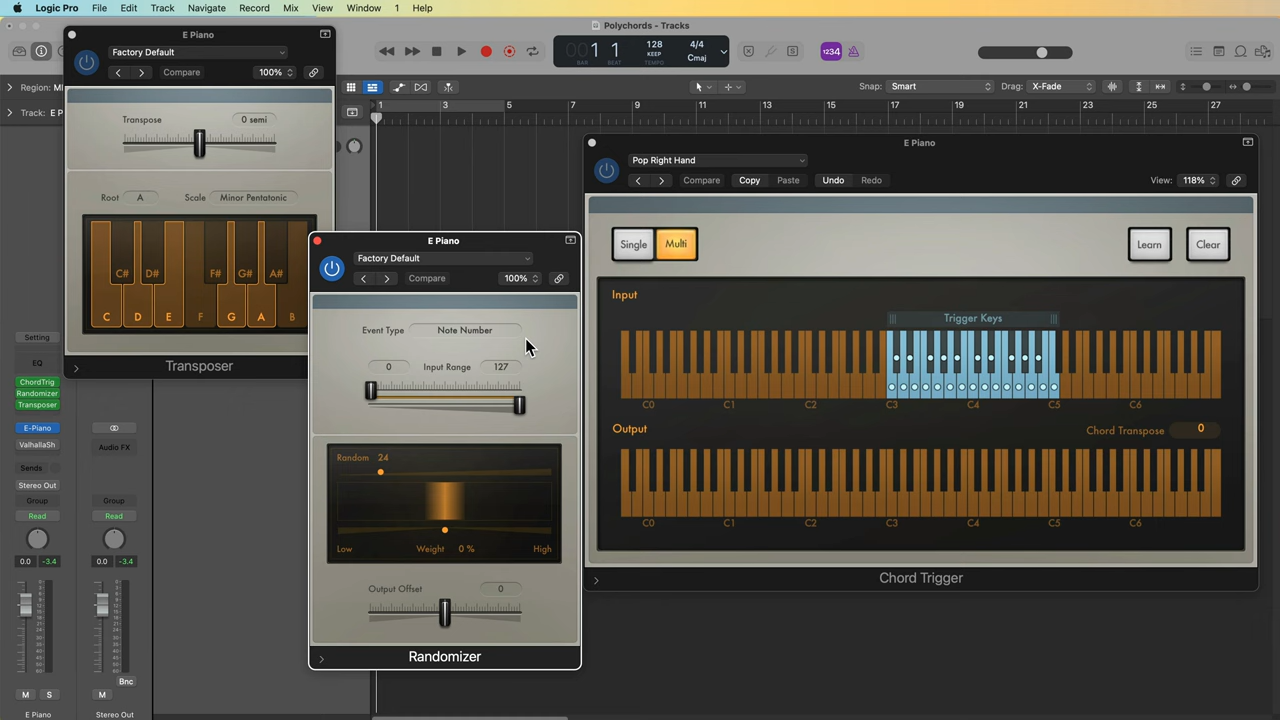 Logic Pro File Edit Track Navigate Record Mix View Window 1 Help
Polychords - Tracks
E Piano
Factory Default
Compare
100%
Transpose
0 semi
Root A Scale Minor Pentatonic
C# D# F# G# A#
C D E F G A B
Transposer
1 1
BAR BEAT
128
KEEP
TEMPO
4/4
Cmaj
1234
Region:
Track: E P
Snap: Smart
Drag: X-Fade
1 3 5 7 9 11 13 15 17 19 21 23 25 27
E Piano
Factory Default
Compare
100%
Event Type Note Number
0 Input Range 127
Random 24
Low Weight 0 % High
Output Offset 0
Randomizer
E Piano
Pop Right Hand
Compare Copy Paste Undo Redo
View: 118%
Single Multi Learn Clear
Input
Trigger Keys
C0 C1 C2 C3 C4 C5 C6
Output
Chord Transpose 0
C0 C1 C2 C3 C4 C5 C6
Chord Trigger
Setting
EQ
ChordTrig
Randomizer
Transposer
E-Piano
ValhallaSh
Audio FX
Sends
Stereo Out
Group Group
Read Read
0.0 -3.4 0.0 -3.4
Bnc
M S M
E Piano Stereo Out